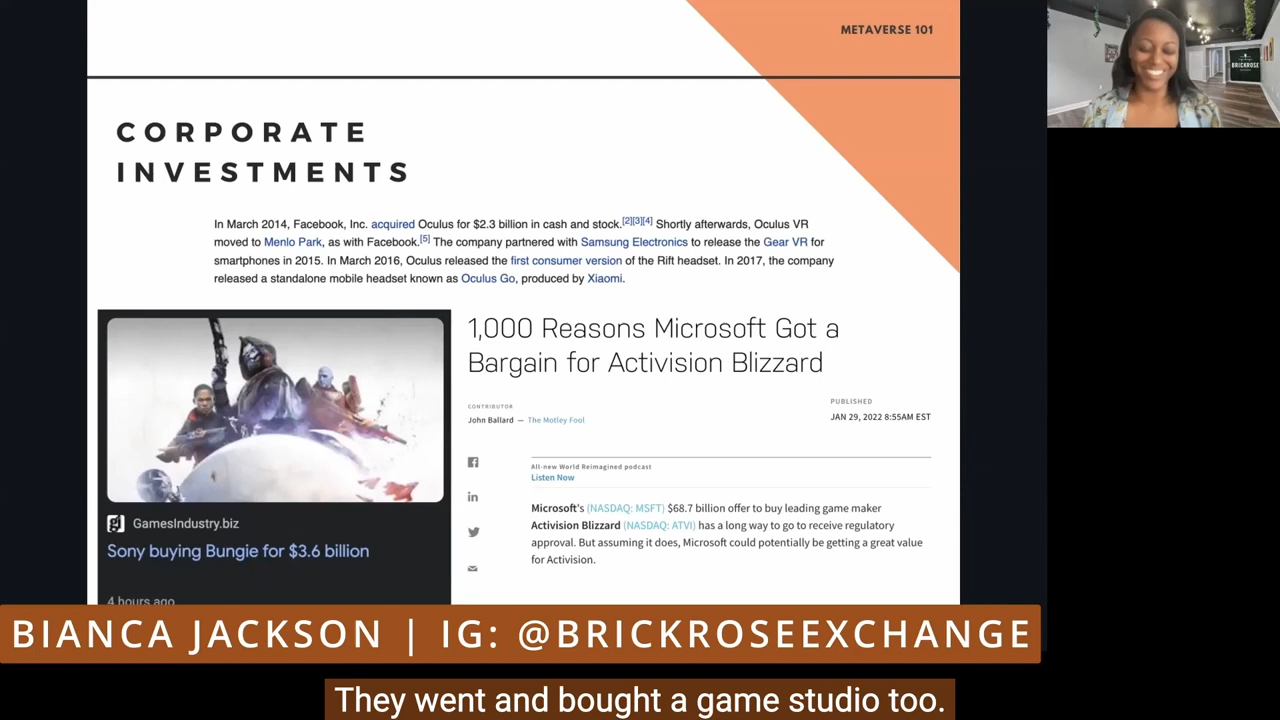 METAVERSE 101
BRICKROSE
CORPORATE
INVESTMENTS
In March 2014, Facebook, Inc. acquired Oculus for $2.3 billion in cash and stock.[2][3][4] Shortly afterwards, Oculus VR
moved to Menlo Park, as with Facebook.[5] The company partnered with Samsung Electronics to release the Gear VR for
smartphones in 2015. In March 2016, Oculus released the first consumer version of the Rift headset. In 2017, the company
released a standalone mobile headset known as Oculus Go, produced by Xiaomi.
1,000 Reasons Microsoft Got a
Bargain for Activision Blizzard
CONTRIBUTOR
John Ballard — The Motley Fool
PUBLISHED
JAN 29, 2022 8:55AM EST
All-new World Reimagined podcast
Listen Now
Microsoft's (NASDAQ: MSFT) $68.7 billion offer to buy leading game maker
Activision Blizzard (NASDAQ: ATVI) has a long way to go to receive regulatory
approval. But assuming it does, Microsoft could potentially be getting a great value
for Activision.
GamesIndustry.biz
Sony buying Bungie for $3.6 billion
4 hours ago
BIANCA JACKSON | IG: @BRICKROSEEXCHANGE
They went and bought a game studio too.